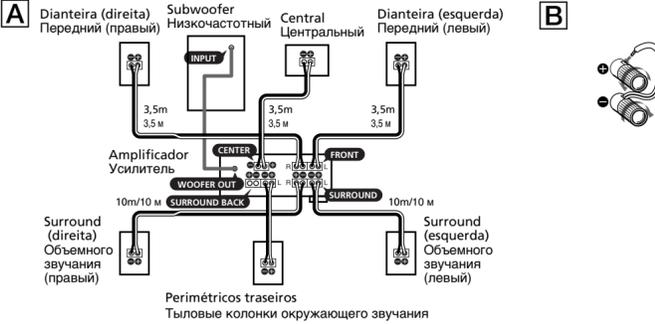 A
Dianteira (direita)
Передний (правый)
Subwoofer
Низкочастотный
Central
Центральный
Dianteira (esquerda)
Передний (левый)
B
INPUT
3,5m
3,5 м
3,5m
3,5 м
3,5m
3,5 м
Amplificador
Усилитель
CENTER
FRONT
R
L
WOOFER OUT
L
R
L
SURROUND BACK
SURROUND
10m/10 м
10m/10 м
Surround
(direita)
Объемного
звучания
(правый)
Surround
(esquerda)
Объемного
звучания
(левый)
Perimétricos traseiros
Тыловые колонки окружающего звучания